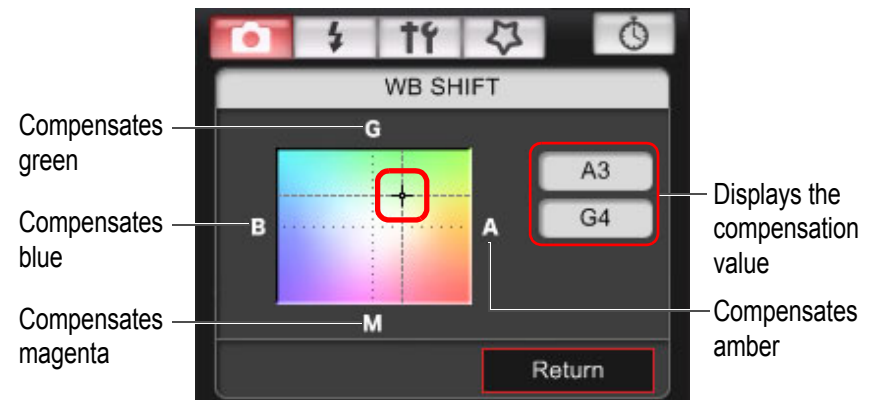 WB SHIFT
Compensates
green
G
A3
G4
Compensates
blue
B
A
Displays the
compensation
value
Compensates
magenta
M
Compensates
amber
Return